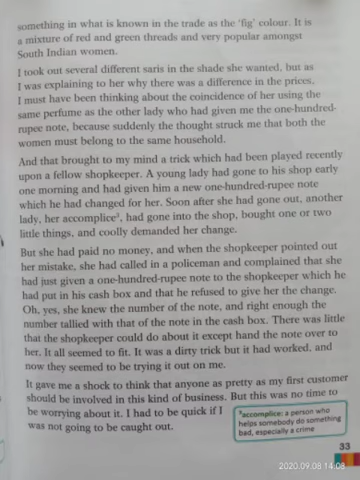 something in what is known in the trade as the 'fig' colour. It is
a mixture of red and green threads and very popular amongst
South Indian women.
I took out several different saris in the shade she wanted, but as
I was explaining to her why there was a difference in the prices,
I must have been thinking about the coincidence of her using the
same perfume as the other lady who had given me the one-hundred-
rupee note, because suddenly the thought struck me that both the
women must belong to the same household.
And that brought to my mind a trick which had been played recently
upon a fellow shopkeeper. A young lady had gone to his shop early
one morning and had given him a new one-hundred-rupee note
which he had changed for her. Soon after she had gone out, another
lady, her accomplice³, had gone into the shop, bought one or two
little things, and coolly demanded her change.
But she had paid no money, and when the shopkeeper pointed out
her mistake, she had called in a policeman and complained that she
had just given a one-hundred-rupee note to the shopkeeper which he
had put in his cash box and that he refused to give her the change.
Oh, yes, she knew the number of the note, and right enough the
number tallied with that of the note in the cash box. There was little
that the shopkeeper could do about it except hand the note over to
her. It all seemed to fit. It was a dirty trick but it had worked, and
now they seemed to be trying it out on me.
It gave me a shock to think that anyone as pretty as my first customer
should be involved in this kind of business. But this was no time to
be worrying about it. I had to be quick if I
was not going to be caught out.
³accomplice: a person who
helps somebody do something
bad, especially a crime
33
2020.09.08 14:08